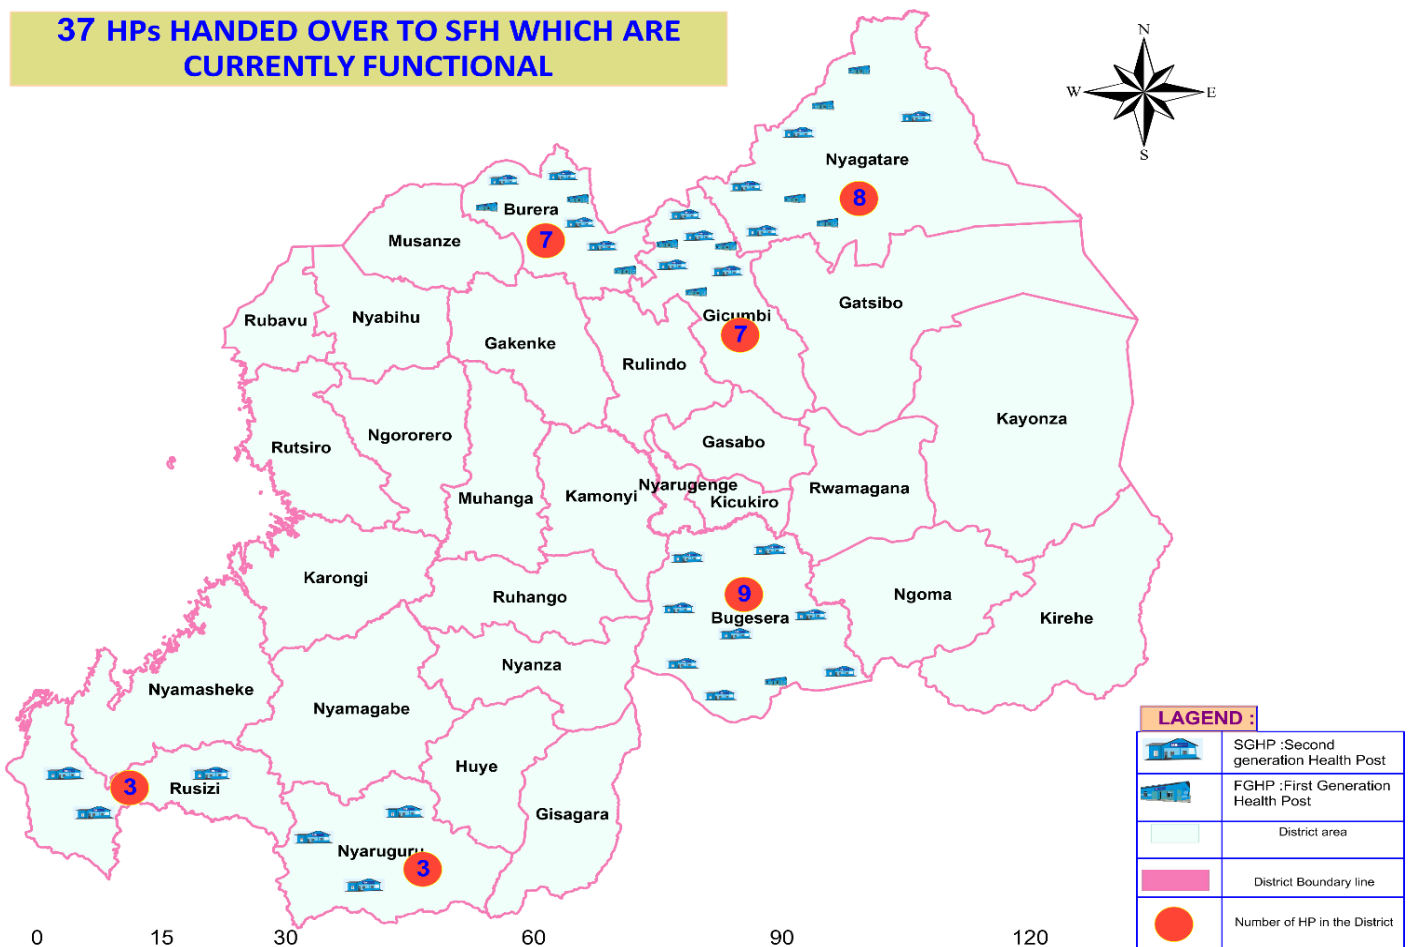 37 HPs HANDED OVER TO SFH WHICH ARE
CURRENTLY FUNCTIONAL
N
W
E
S
Nyagatare
8
Burera
7
Musanze
Gatsibo
Rubavu
Nyabihu
Gicumbi
7
Gakenke
Rulindo
Kayonza
Ngororero
Gasabo
Rutsiro
Nyarugenge
Rwamagana
Muhanga
Kamonyi
Kicukiro
Karongi
Ruhango
9
Bugesera
Ngoma
Kirehe
Nyanza
Nyamasheke
Nyamagabe
Huye
3
Rusizi
Gisagara
Nyaruguru
3
LAGEND :
SGHP :Second
generation Health Post
FGHP :First Generation
Health Post
District area
District Boundary line
Number of HP in the District
0 15 30 60 90 120